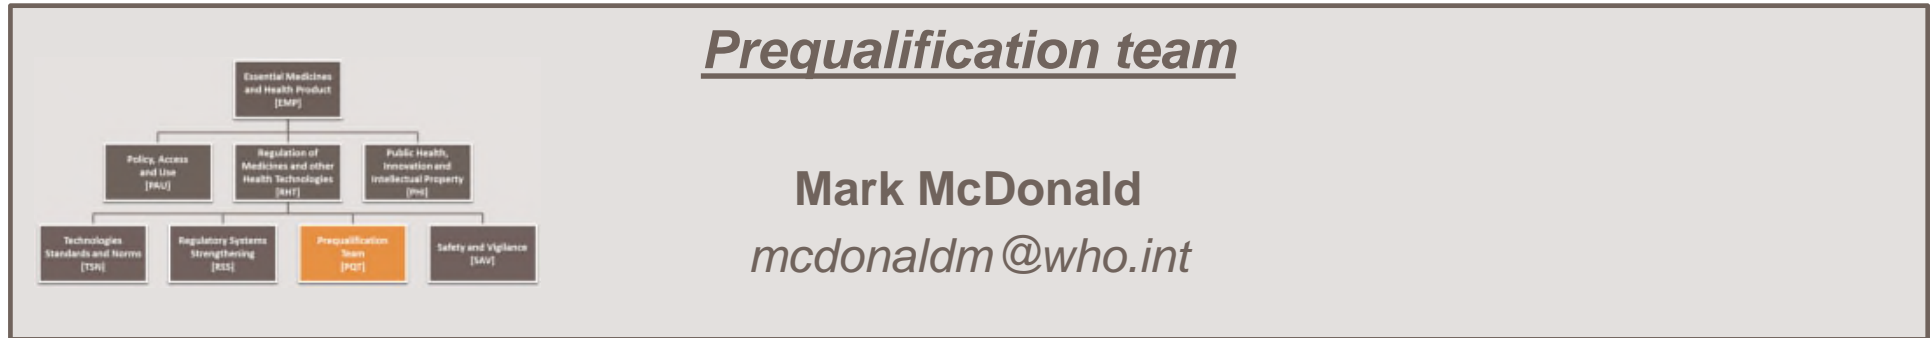 Prequalification team
Essential Medicines
and Health Product
[EMP]
Policy, Access
and Use
[PAU]
Regulation of
Medicines and other
Health Technologies
[RHT]
Public Health,
Innovation and
Intellectual Property
[PHI]
Technologies
Standards and Norms
[TSN]
Regulatory Systems
Strengthening
[RSS]
Prequalification
Team
[PQT]
Safety and Vigilance
[SAV]
Mark McDonald
mcdonaldm@who.int